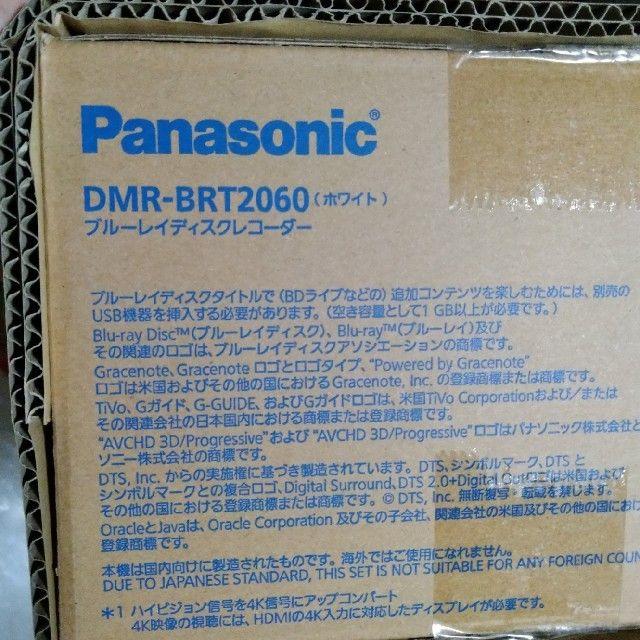 Panasonic®
DMR-BRT2060(ホワイト)
ブルーレイディスクレコーダー
ブルーレイディスクタイトルで(BDライブなどの)追加コンテンツを楽しむためには、別売の
USB機器を挿入する必要があります。(空き容量として1 GB以上が必要です。)
Blu-ray Disc™(ブルーレイディスク)、Blu-ray™(ブルーレイ)及び
その関連のロゴは、ブルーレイディスクアソシエーションの商標です。
Gracenote、Gracenote ロゴとロゴタイプ、"Powered by Gracenote"
ロゴは米国およびその他の国における Gracenote, Inc. の登録商標または商標です。
TiVo、Gガイド、G-GUIDE、およびGガイドロゴは、米国TiVo Corporationおよび/または
その関連会社の日本国内における商標または登録商標です。
"AVCHD 3D/Progressive"および "AVCHD 3D/Progressive"ロゴはパナソニック株式会社と
ソニー株式会社の商標です。
DTS, Inc. からの実施権に基づき製造されています。DTS、シンボルマーク、DTS と
シンボルマークとの複合ロゴ、Digital Surround、DTS 2.0+Digital Outロゴは米国および
その他の国における登録商標または商標です。© DTS, Inc. 無断複写・転載を禁じます。
OracleとJavaは、Oracle Corporation 及びその子会社、関連会社の米国及びその他の国にお
登録商標です。
本機は国内向けに製造されたものです。海外ではご使用になれません。
DUE TO JAPANESE STANDARD, THIS SET IS NOT SUITABLE FOR ANY FOREIGN COUN
*1 ハイビジョン信号を4K信号にアップコンバート
4K映像の視聴には、HDMIの4K入力に対応したディスプレイが必要です。